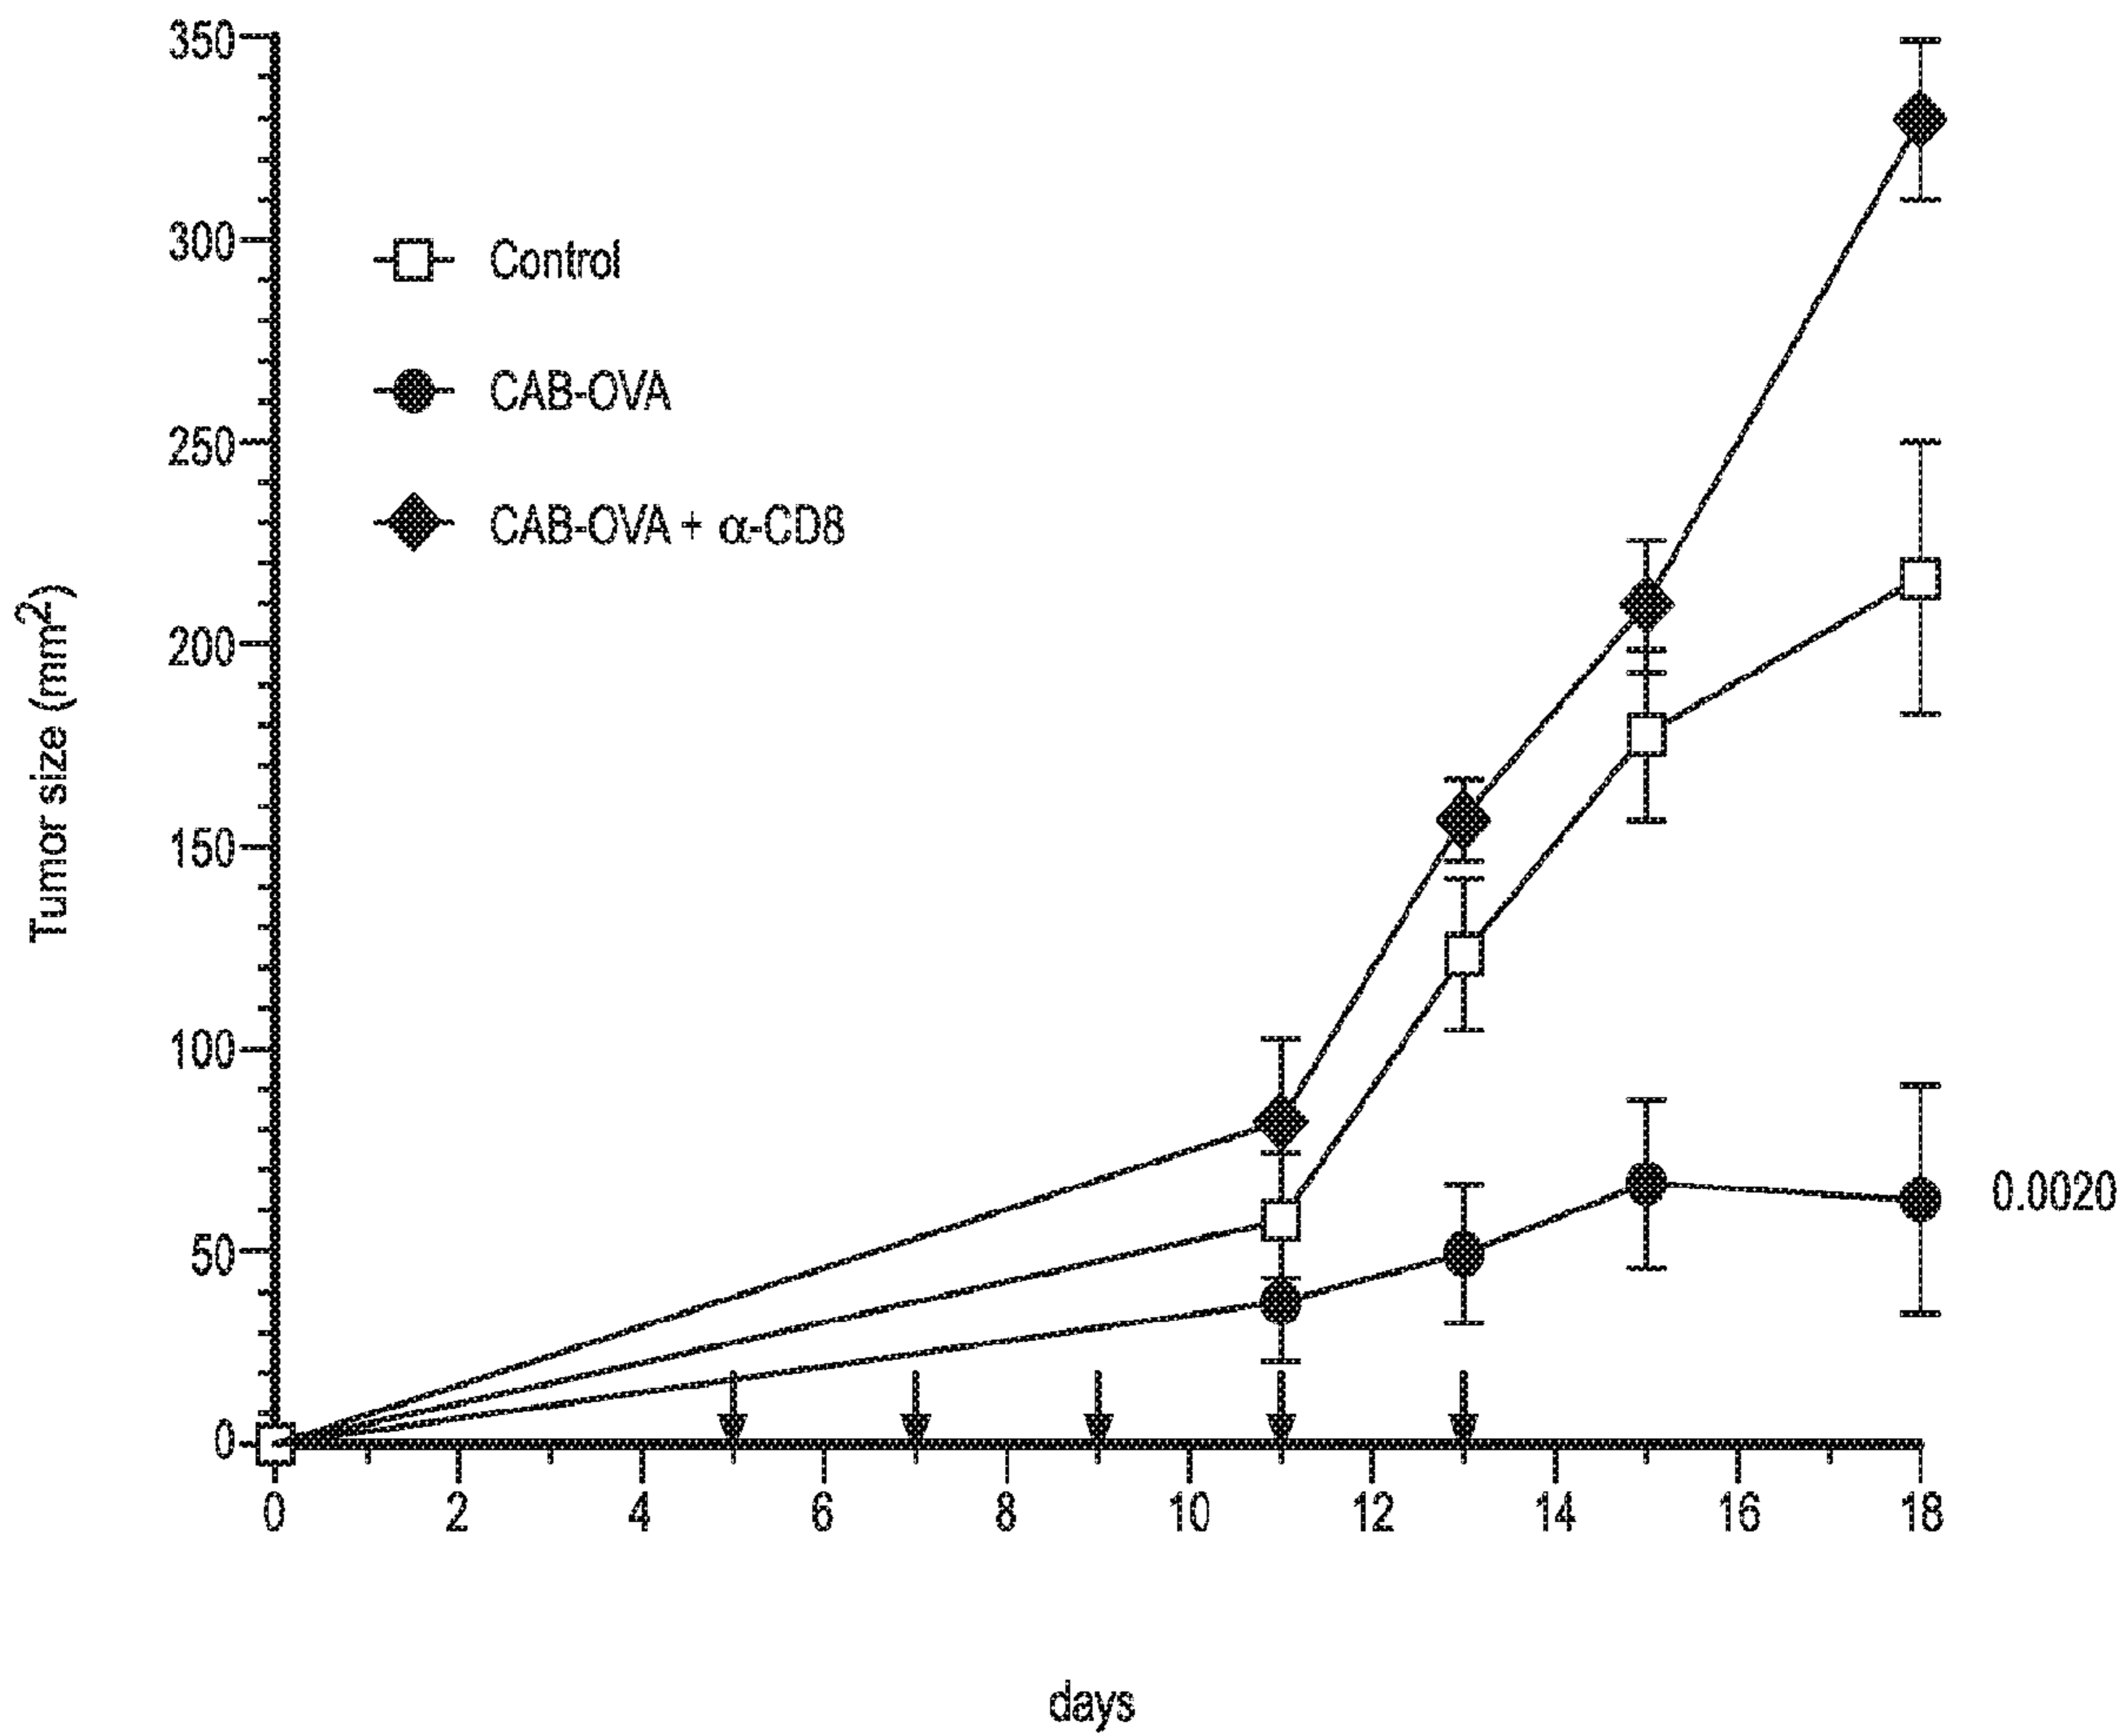 350
300
250
200
150
100
50
0
Tumor size (mm²)
Control
CAB-OVA
CAB-OVA + α-CD8
0.0020
0 2 4 6 8 10 12 14 16 18
days